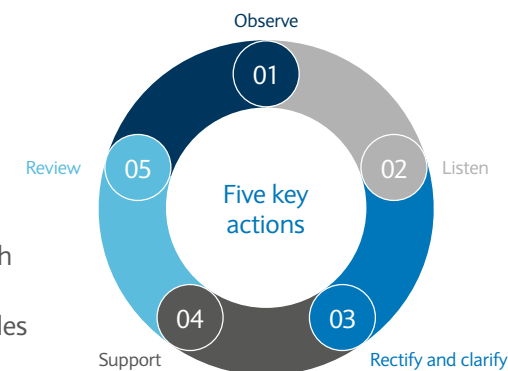 Observe
01
Review
05
02
Listen
Five key
actions
04
03
Support
Rectify and clarify